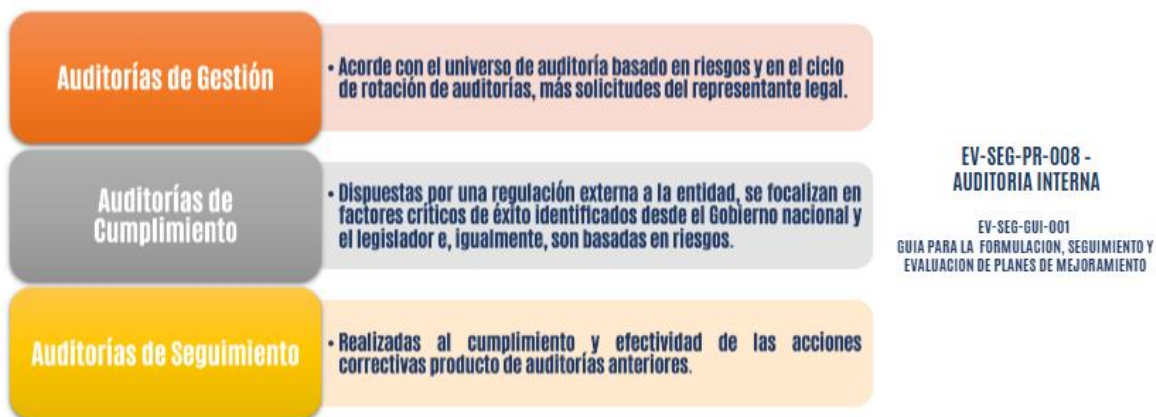 Auditorías de Gestión
• Acorde con el universo de auditoría basado en riesgos y en el ciclo
de rotación de auditorías, más solicitudes del representante legal.
Auditorías de
Cumplimiento
• Dispuestas por una regulación externa a la entidad, se focalizan en
factores críticos de éxito identificados desde el Gobierno nacional y
el legislador e, igualmente, son basadas en riesgos.
Auditorías de Seguimiento
• Realizadas al cumplimiento y efectividad de las acciones
correctivas producto de auditorías anteriores.
EV-SEG-PR-008 -
AUDITORIA INTERNA
EV-SEG-GUI-001
GUIA PARA LA FORMULACION, SEGUIMIENTO Y
EVALUACION DE PLANES DE MEJORAMIENTO